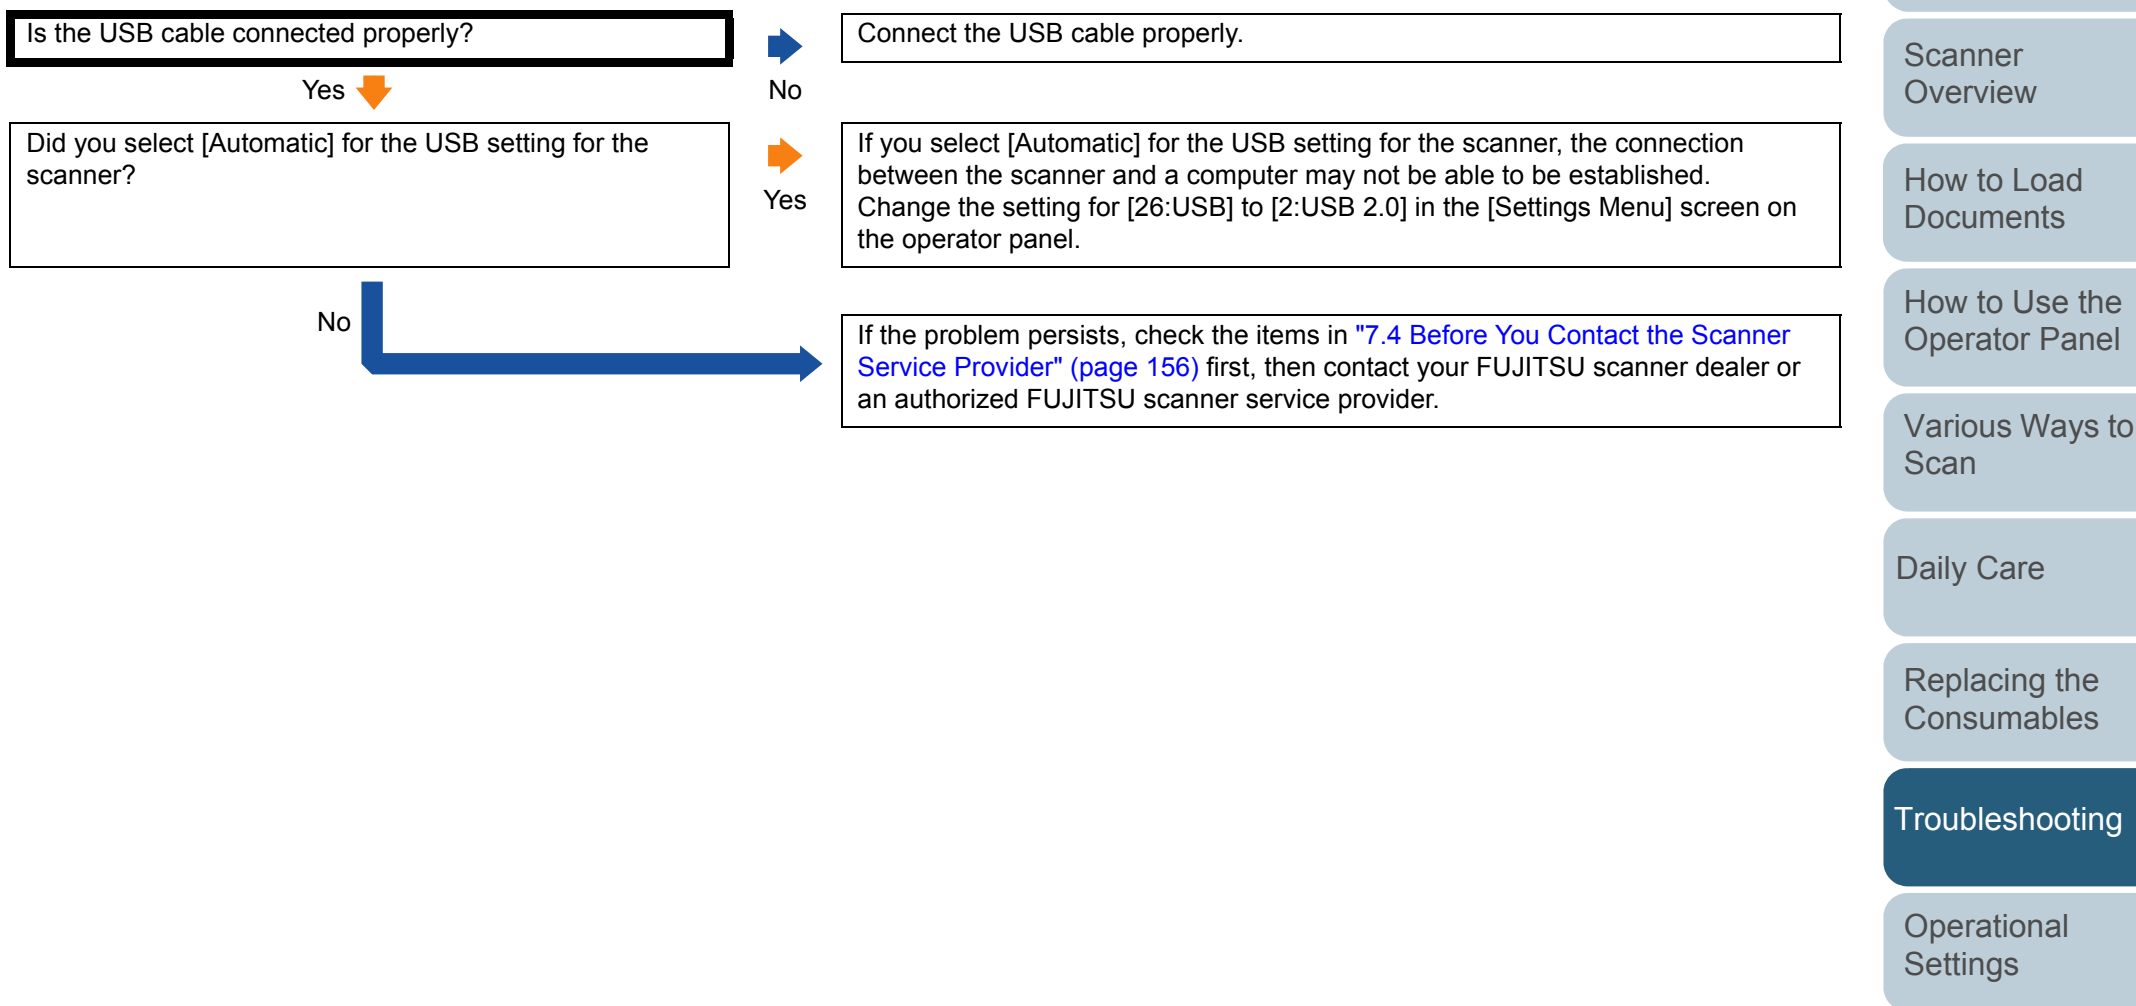 Is the USB cable connected properly?
Connect the USB cable properly.
Yes
No
Did you select [Automatic] for the USB setting for the
scanner?
Yes
If you select [Automatic] for the USB setting for the scanner, the connection
between the scanner and a computer may not be able to be established.
Change the setting for [26:USB] to [2:USB 2.0] in the [Settings Menu] screen on
the operator panel.
No
If the problem persists, check the items in "7.4 Before You Contact the Scanner
Service Provider" (page 156) first, then contact your FUJITSU scanner dealer or
an authorized FUJITSU scanner service provider.
Scanner
Overview
How to Load
Documents
How to Use the
Operator Panel
Various Ways to
Scan
Daily Care
Replacing the
Consumables
Troubleshooting
Operational
Settings